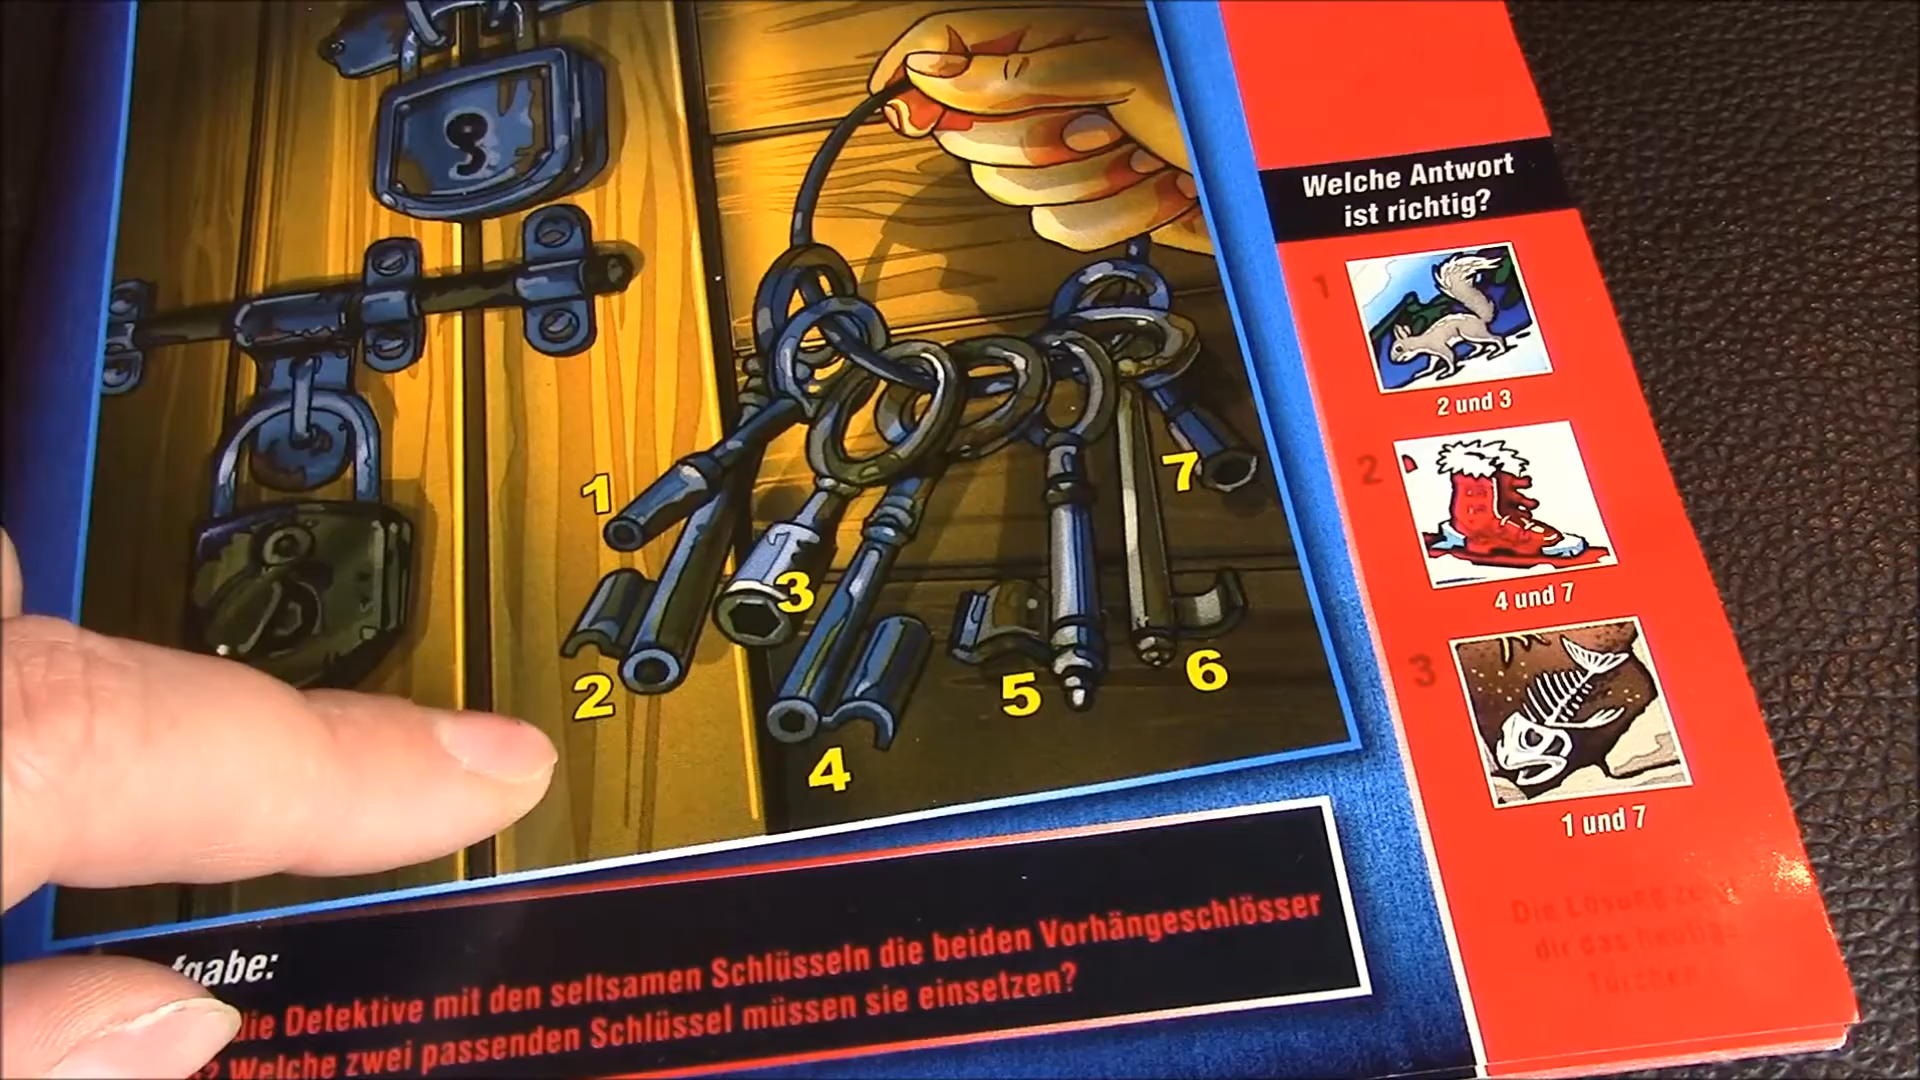 Welche Antwort
ist richtig?
1
2 und 3
2
4 und 7
3
1 und 7
Die Lösung
dir das heutige
Türchen
1
2
3
4
5
6
7
fgabe:
die Detektive mit den seltsamen Schlüsseln die beiden Vorhängeschlösser
? Welche zwei passenden Schlüssel müssen sie einsetzen?